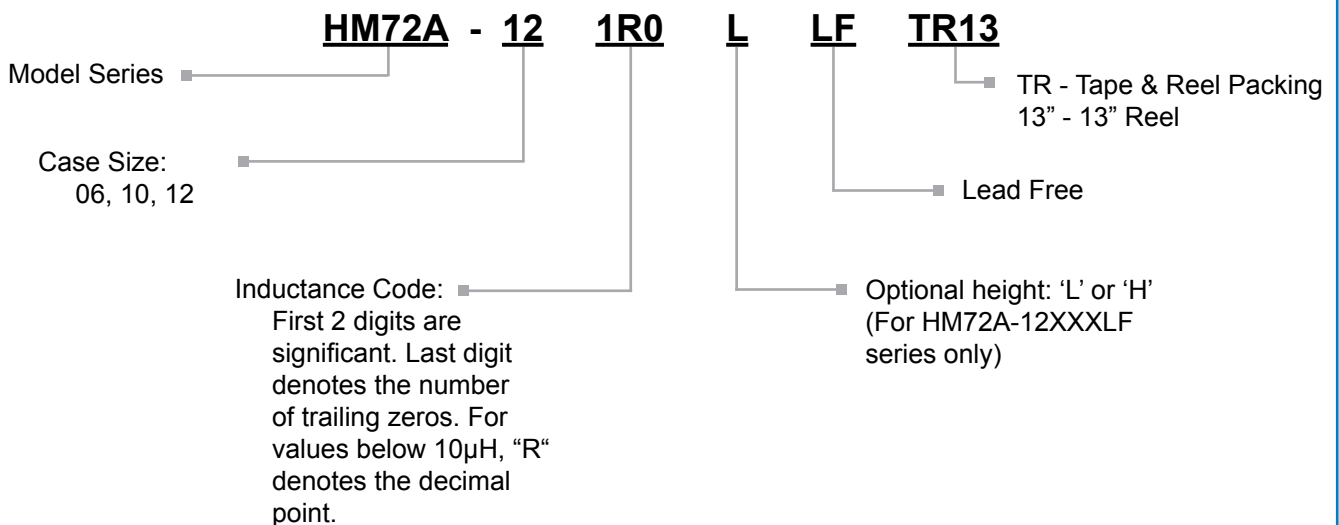 HM72A - 12 1R0 L LF TR13
Model Series
TR - Tape & Reel Packing
13” - 13” Reel
Case Size:
06, 10, 12
Lead Free
Inductance Code:
First 2 digits are
significant. Last digit
denotes the number
of trailing zeros. For
values below 10µH, “R“
denotes the decimal
point.
Optional height: ‘L’ or ‘H’
(For HM72A-12XXXLF
series only)